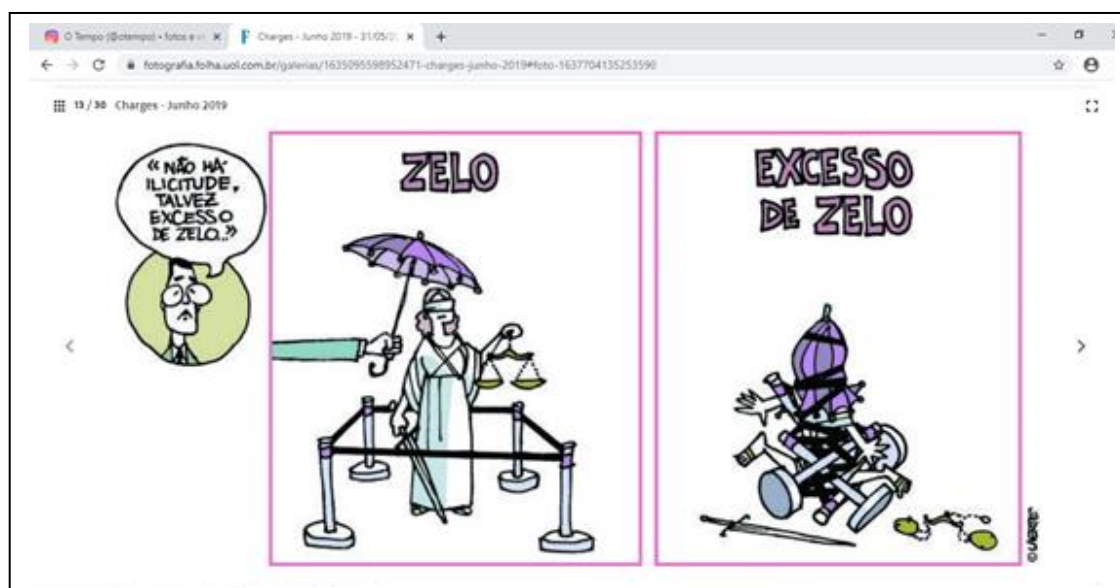 O Tempo (@otempo) • fotos e v
Charges - Junho 2019 - 31/05/2
fotografia.folha.uol.com.br/galerias/1635095598952471-charges-junho-2019#foto-1637704135253590
13 / 30 Charges - Junho 2019
«NÃO HÁ
ILICITUDE,
TALVEZ
EXCESSO
DE ZELO..»
ZELO
EXCESSO
DE ZELO
© LAERTE